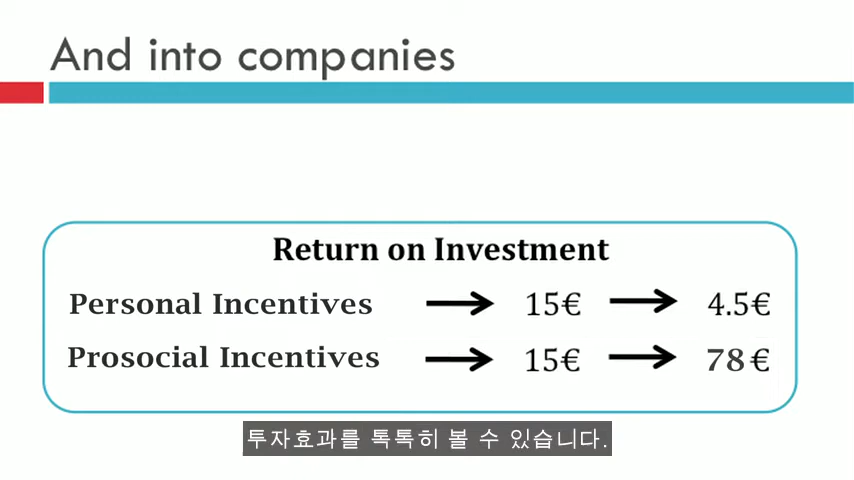 And into companies
Return on Investment
Personal Incentives → 15€ → 4.5€
Prosocial Incentives → 15€ → 78€
투자효과를 톡톡히 볼 수 있습니다.